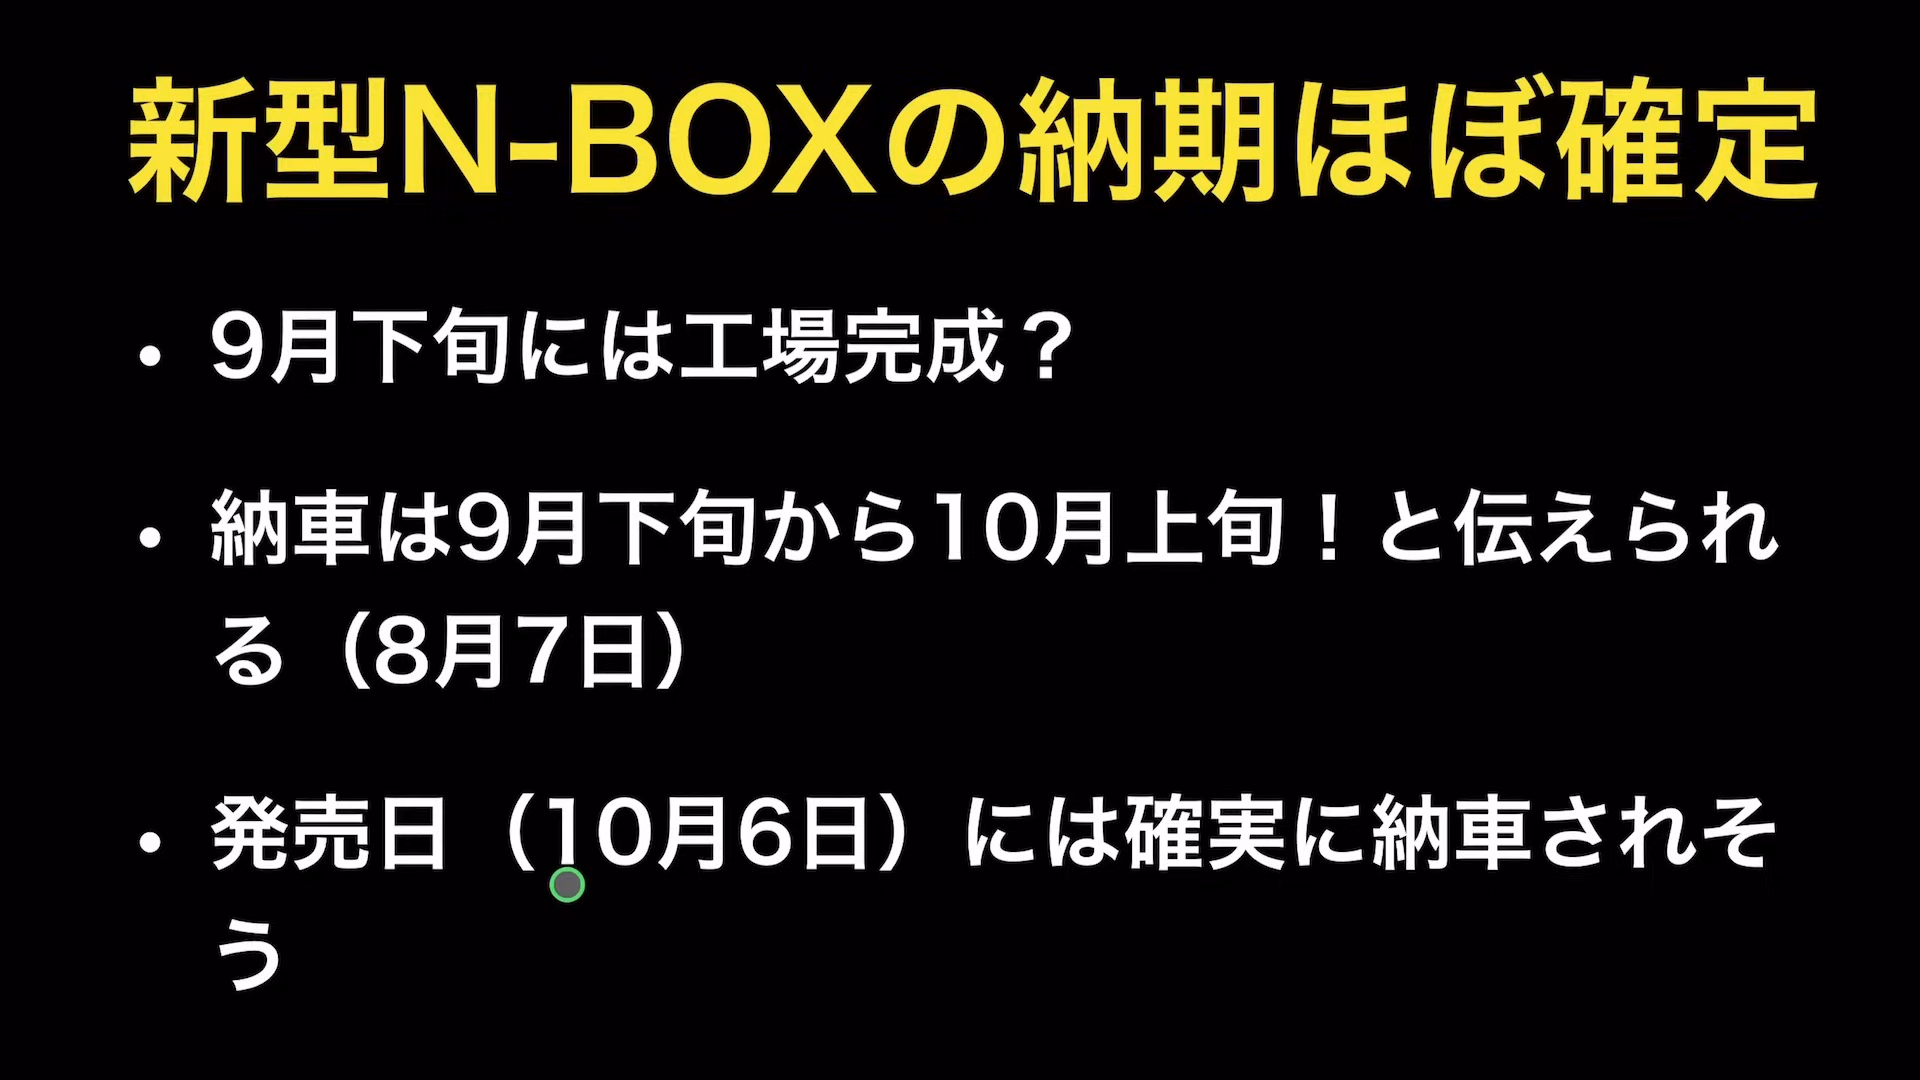 新型N-BOXの納期ほぼ確定
• 9月下旬には工場完成？
• 納車は9月下旬から10月上旬！と伝えられ
る（8月7日）
• 発売日（10月6日）には確実に納車されそ
う